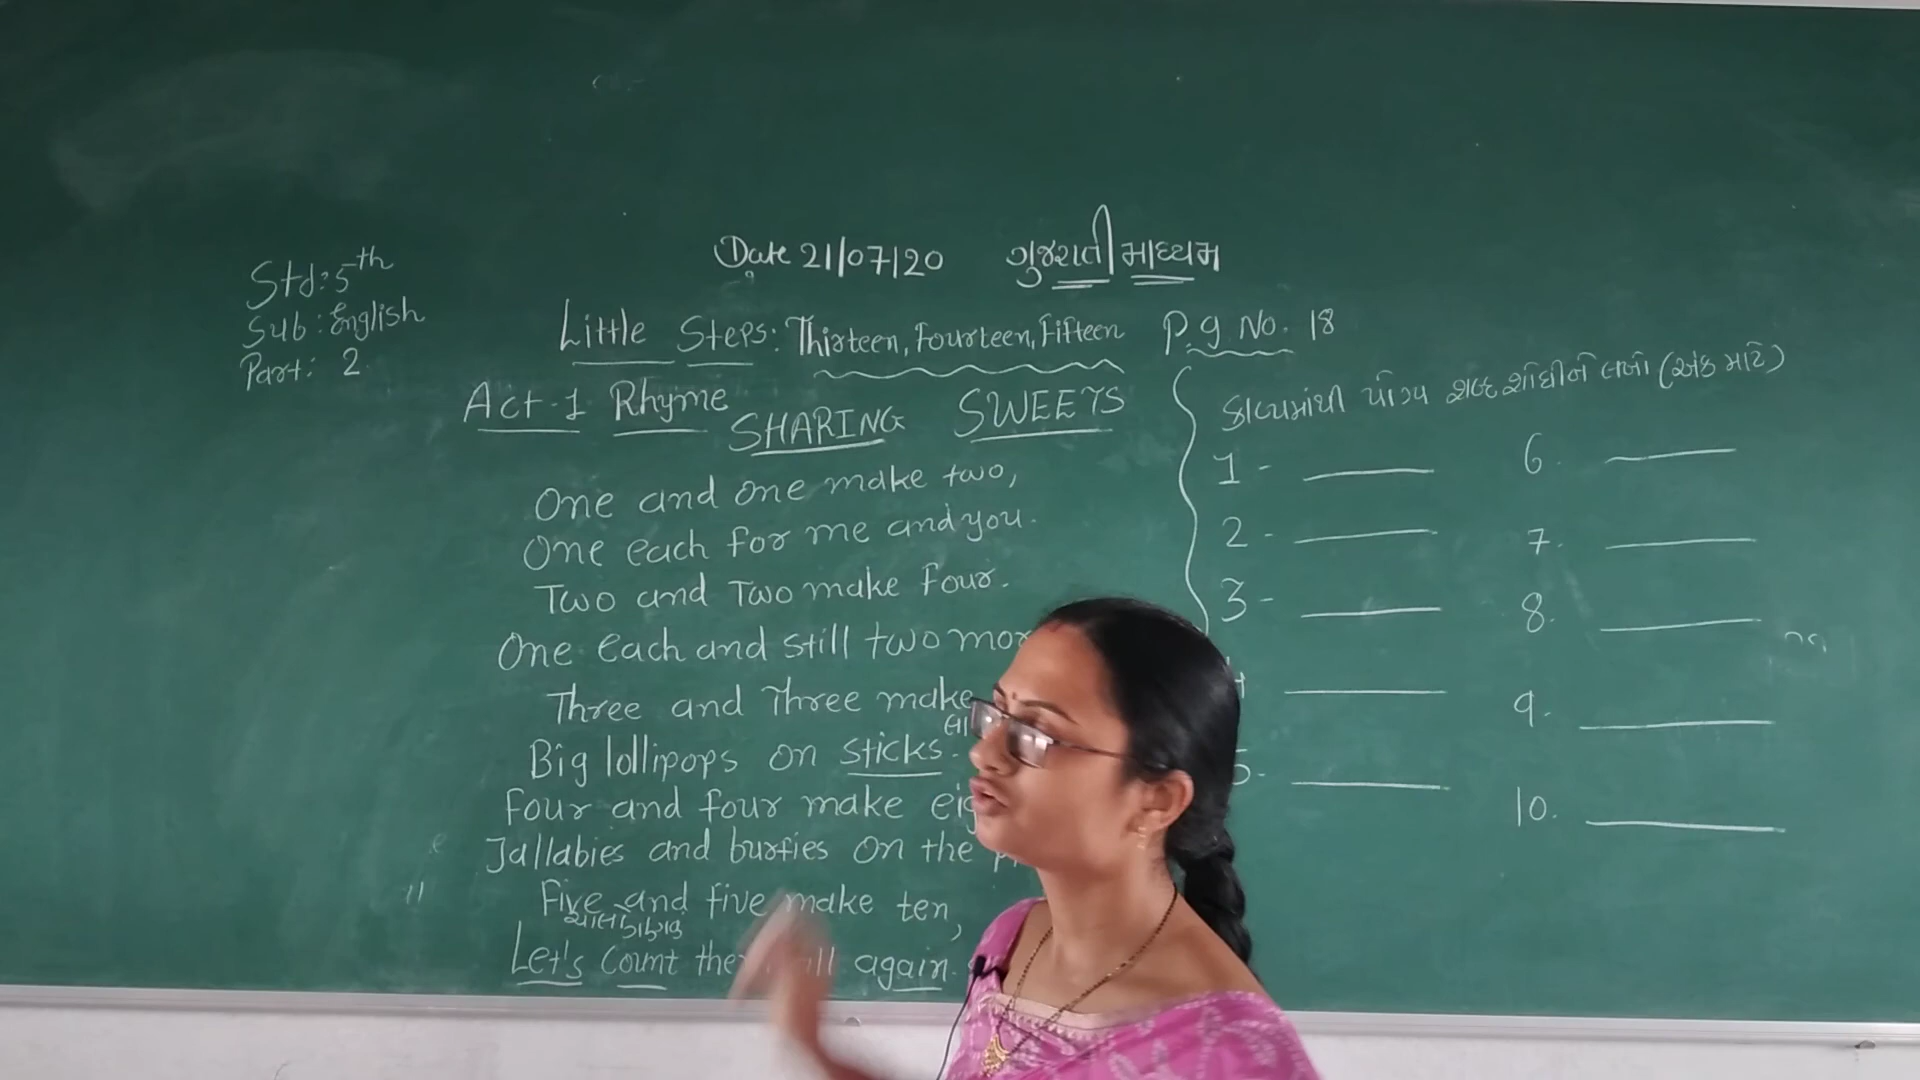 Date 21/07/20 ગુજરાતી માધ્યમ
Std: 5th
Sub: English
Part: 2
Little Steps: Thirteen, Fourteen, Fifteen P.g No. 18
Act-1 Rhyme
SHARING SWEETS
One and one make two,
One each for me and you.
Two and Two make Four.
One each and still two
Three and Three make
Big lollipops on sticks
Four and four make
Jallabies and burfies on the
Five and five make ten,
Let's Count all again.
કાવ્યમાંથી યોગ્ય શબ્દ શોધીને લખો (અંક માટે)
1 -
2 -
3 -
6.
7.
8.
9.
10.